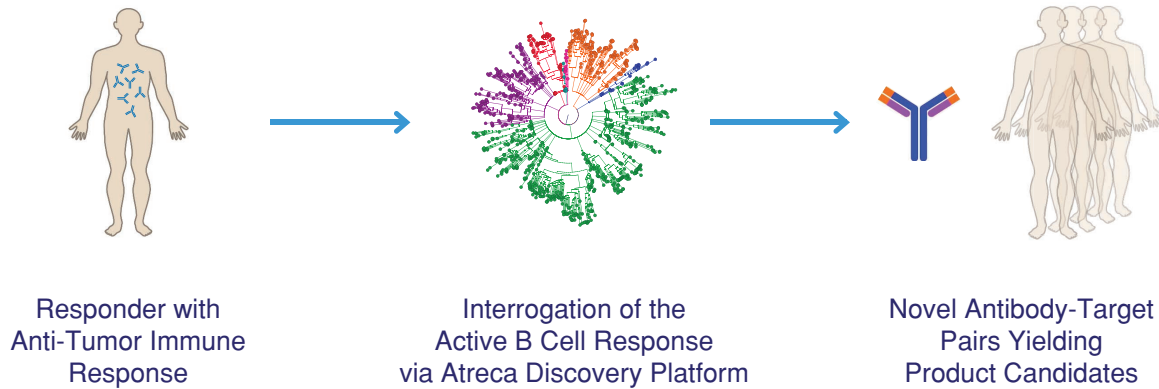 Responder with
Anti-Tumor Immune
Response
Interrogation of the
Active B Cell Response
via Atreca Discovery Platform
Novel Antibody-Target
Pairs Yielding
Product Candidates